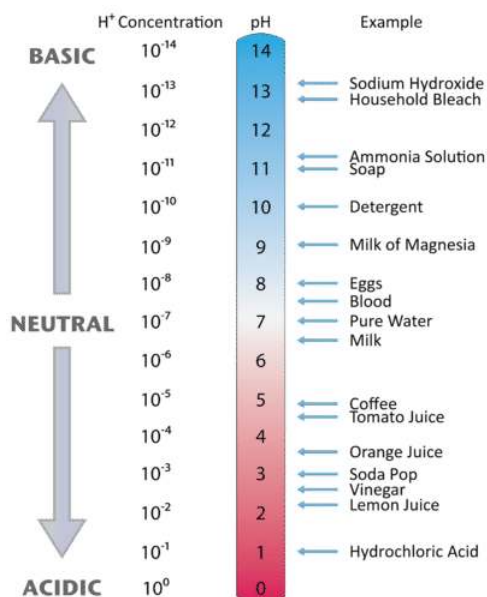 H⁺ Concentration pH Example
BASIC
10⁻¹⁴ 14
10⁻¹³ 13
Sodium Hydroxide
Household Bleach
10⁻¹² 12
Ammonia Solution
10⁻¹¹ 11 Soap
10⁻¹⁰ 10 Detergent
10⁻⁹ 9 Milk of Magnesia
10⁻⁸ 8 Eggs
Blood
NEUTRAL 10⁻⁷ 7 Pure Water
Milk
10⁻⁶ 6
10⁻⁵ 5 Coffee
Tomato Juice
10⁻⁴ 4
Orange Juice
10⁻³ 3 Soda Pop
Vinegar
Lemon Juice
10⁻² 2
10⁻¹ 1 Hydrochloric Acid
ACIDIC 10⁰ 0